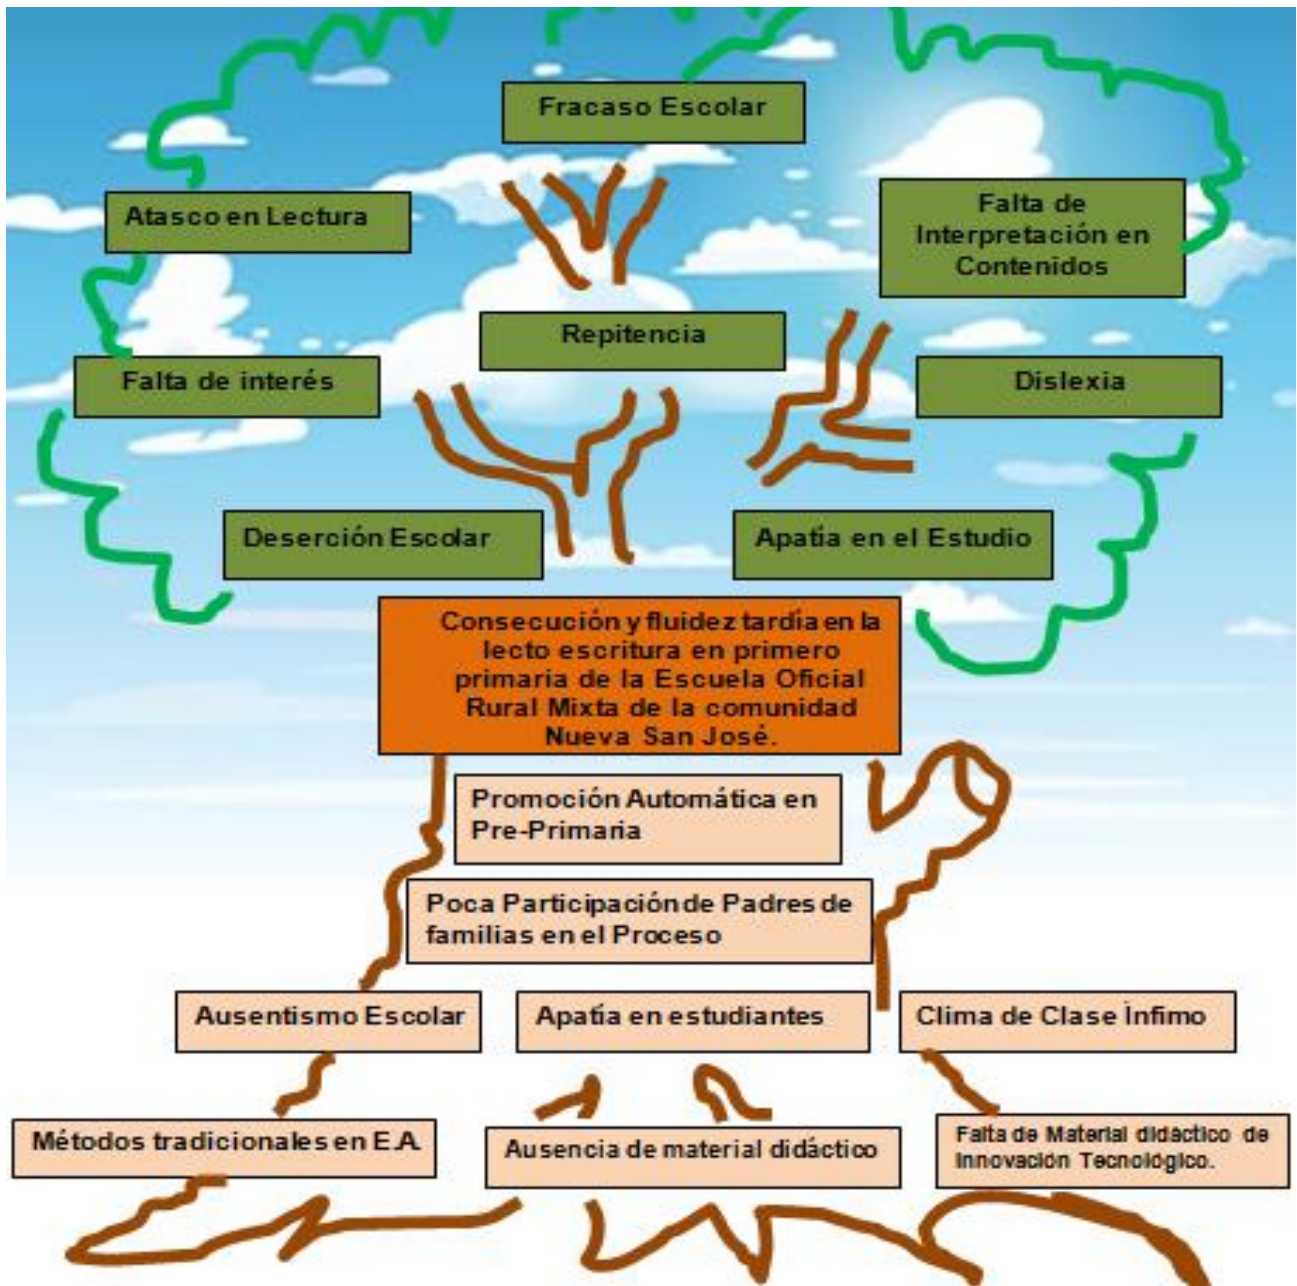 Fracaso Escolar
Atasco en Lectura
Falta de
Interpretación en
Contenidos
Repitencia
Falta de interés
Dislexia
Deserción Escolar
Apatía en el Estudio
Consecución y fluidez tardía en la
lecto escritura en primero
primaria de la Escuela Oficial
Rural Mixta de la comunidad
Nueva San José.
Promoción Automática en
Pre-Primaria
Poca Participación de Padres de
familias en el Proceso
Ausentismo Escolar
Apatía en estudiantes
Clima de Clase Ìnfimo
Métodos tradicionales en E.A.
Ausencia de material didáctico
Falta de Material didáctico de
Innovación Tecnológico.